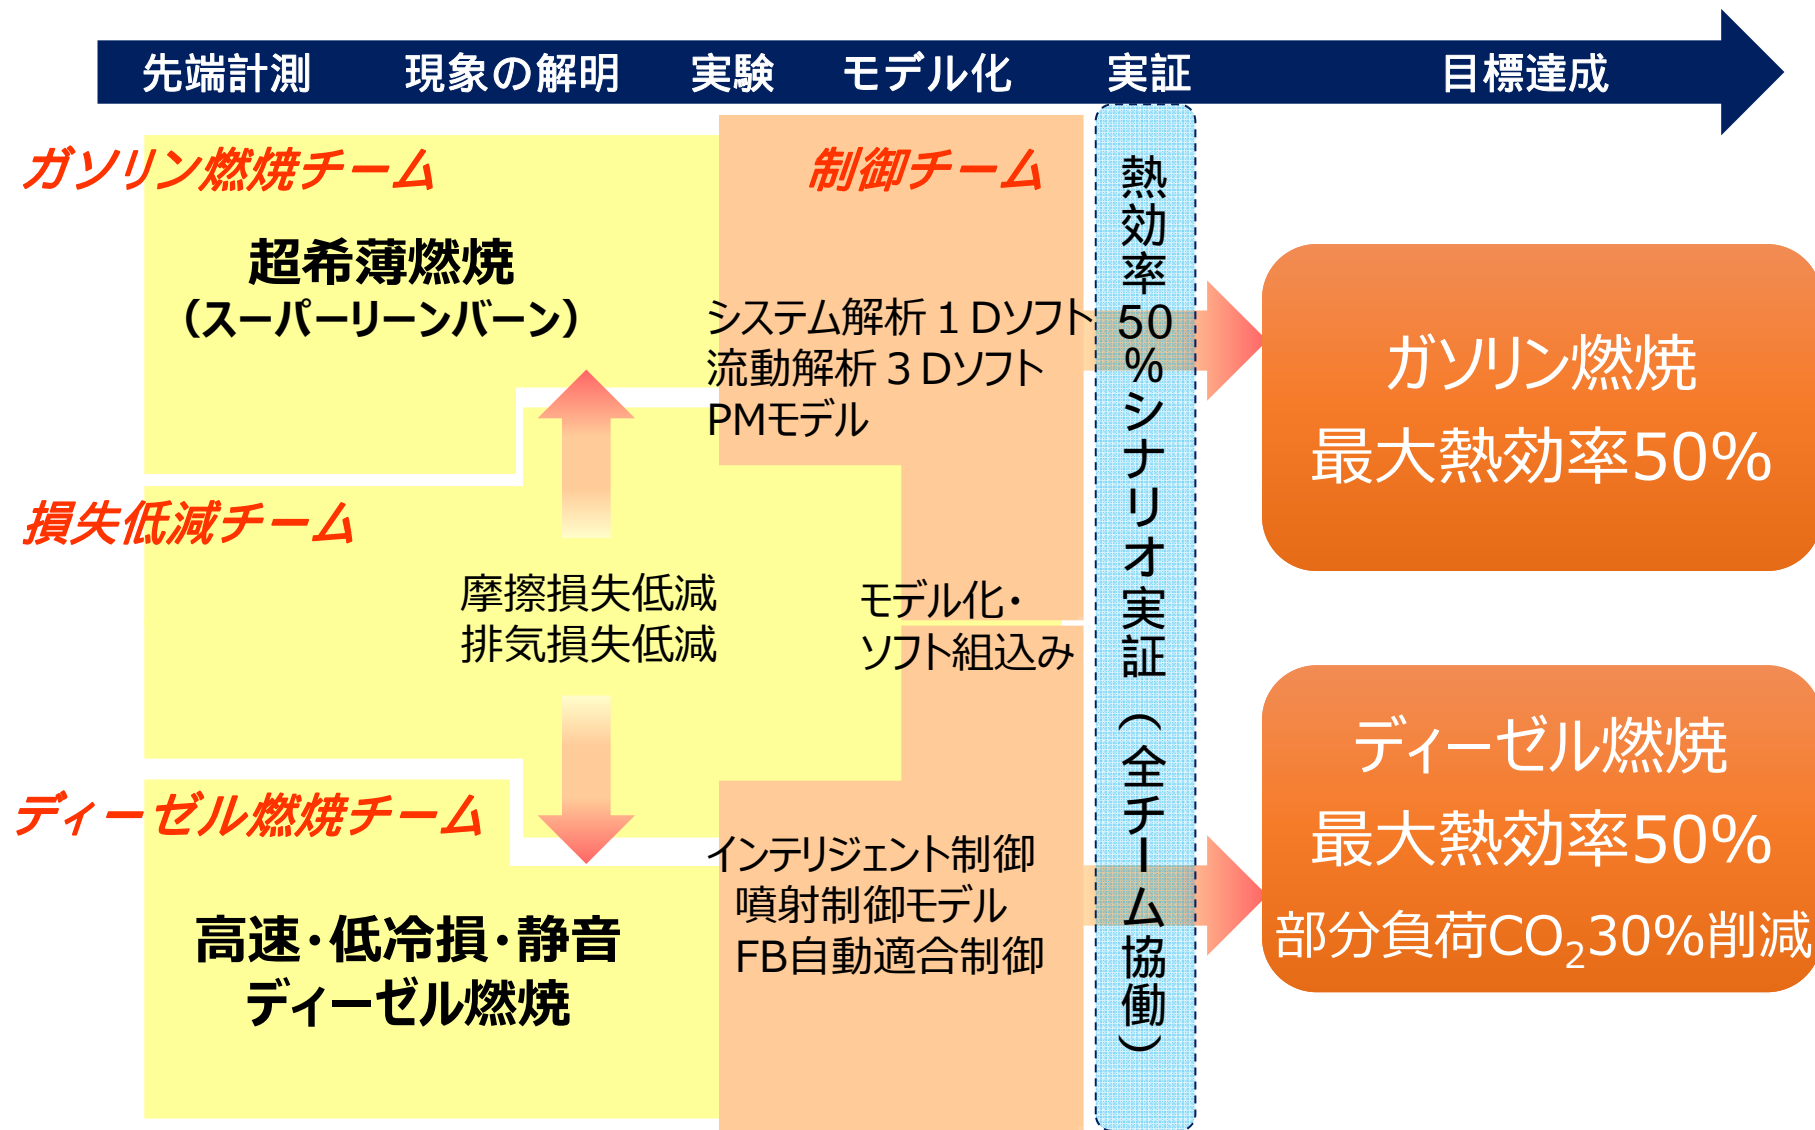 先端計測 現象の解明 実験 モデル化 実証 目標達成
ガソリン燃焼チーム
超希薄燃焼
（スーパーリーンバーン）
制御チーム
システム解析１Ｄソフト
流動解析３Ｄソフト
PMモデル
損失低減チーム
摩擦損失低減
排気損失低減
モデル化・
ソフト組込み
ディーゼル燃焼チーム
高速・低冷損・静音
ディーゼル燃焼
インテリジェント制御
噴射制御モデル
FB自動適合制御
熱効率50％シナリオ実証（全チーム協働）
ガソリン燃焼
最大熱効率50%
ディーゼル燃焼
最大熱効率50%
部分負荷CO₂30%削減